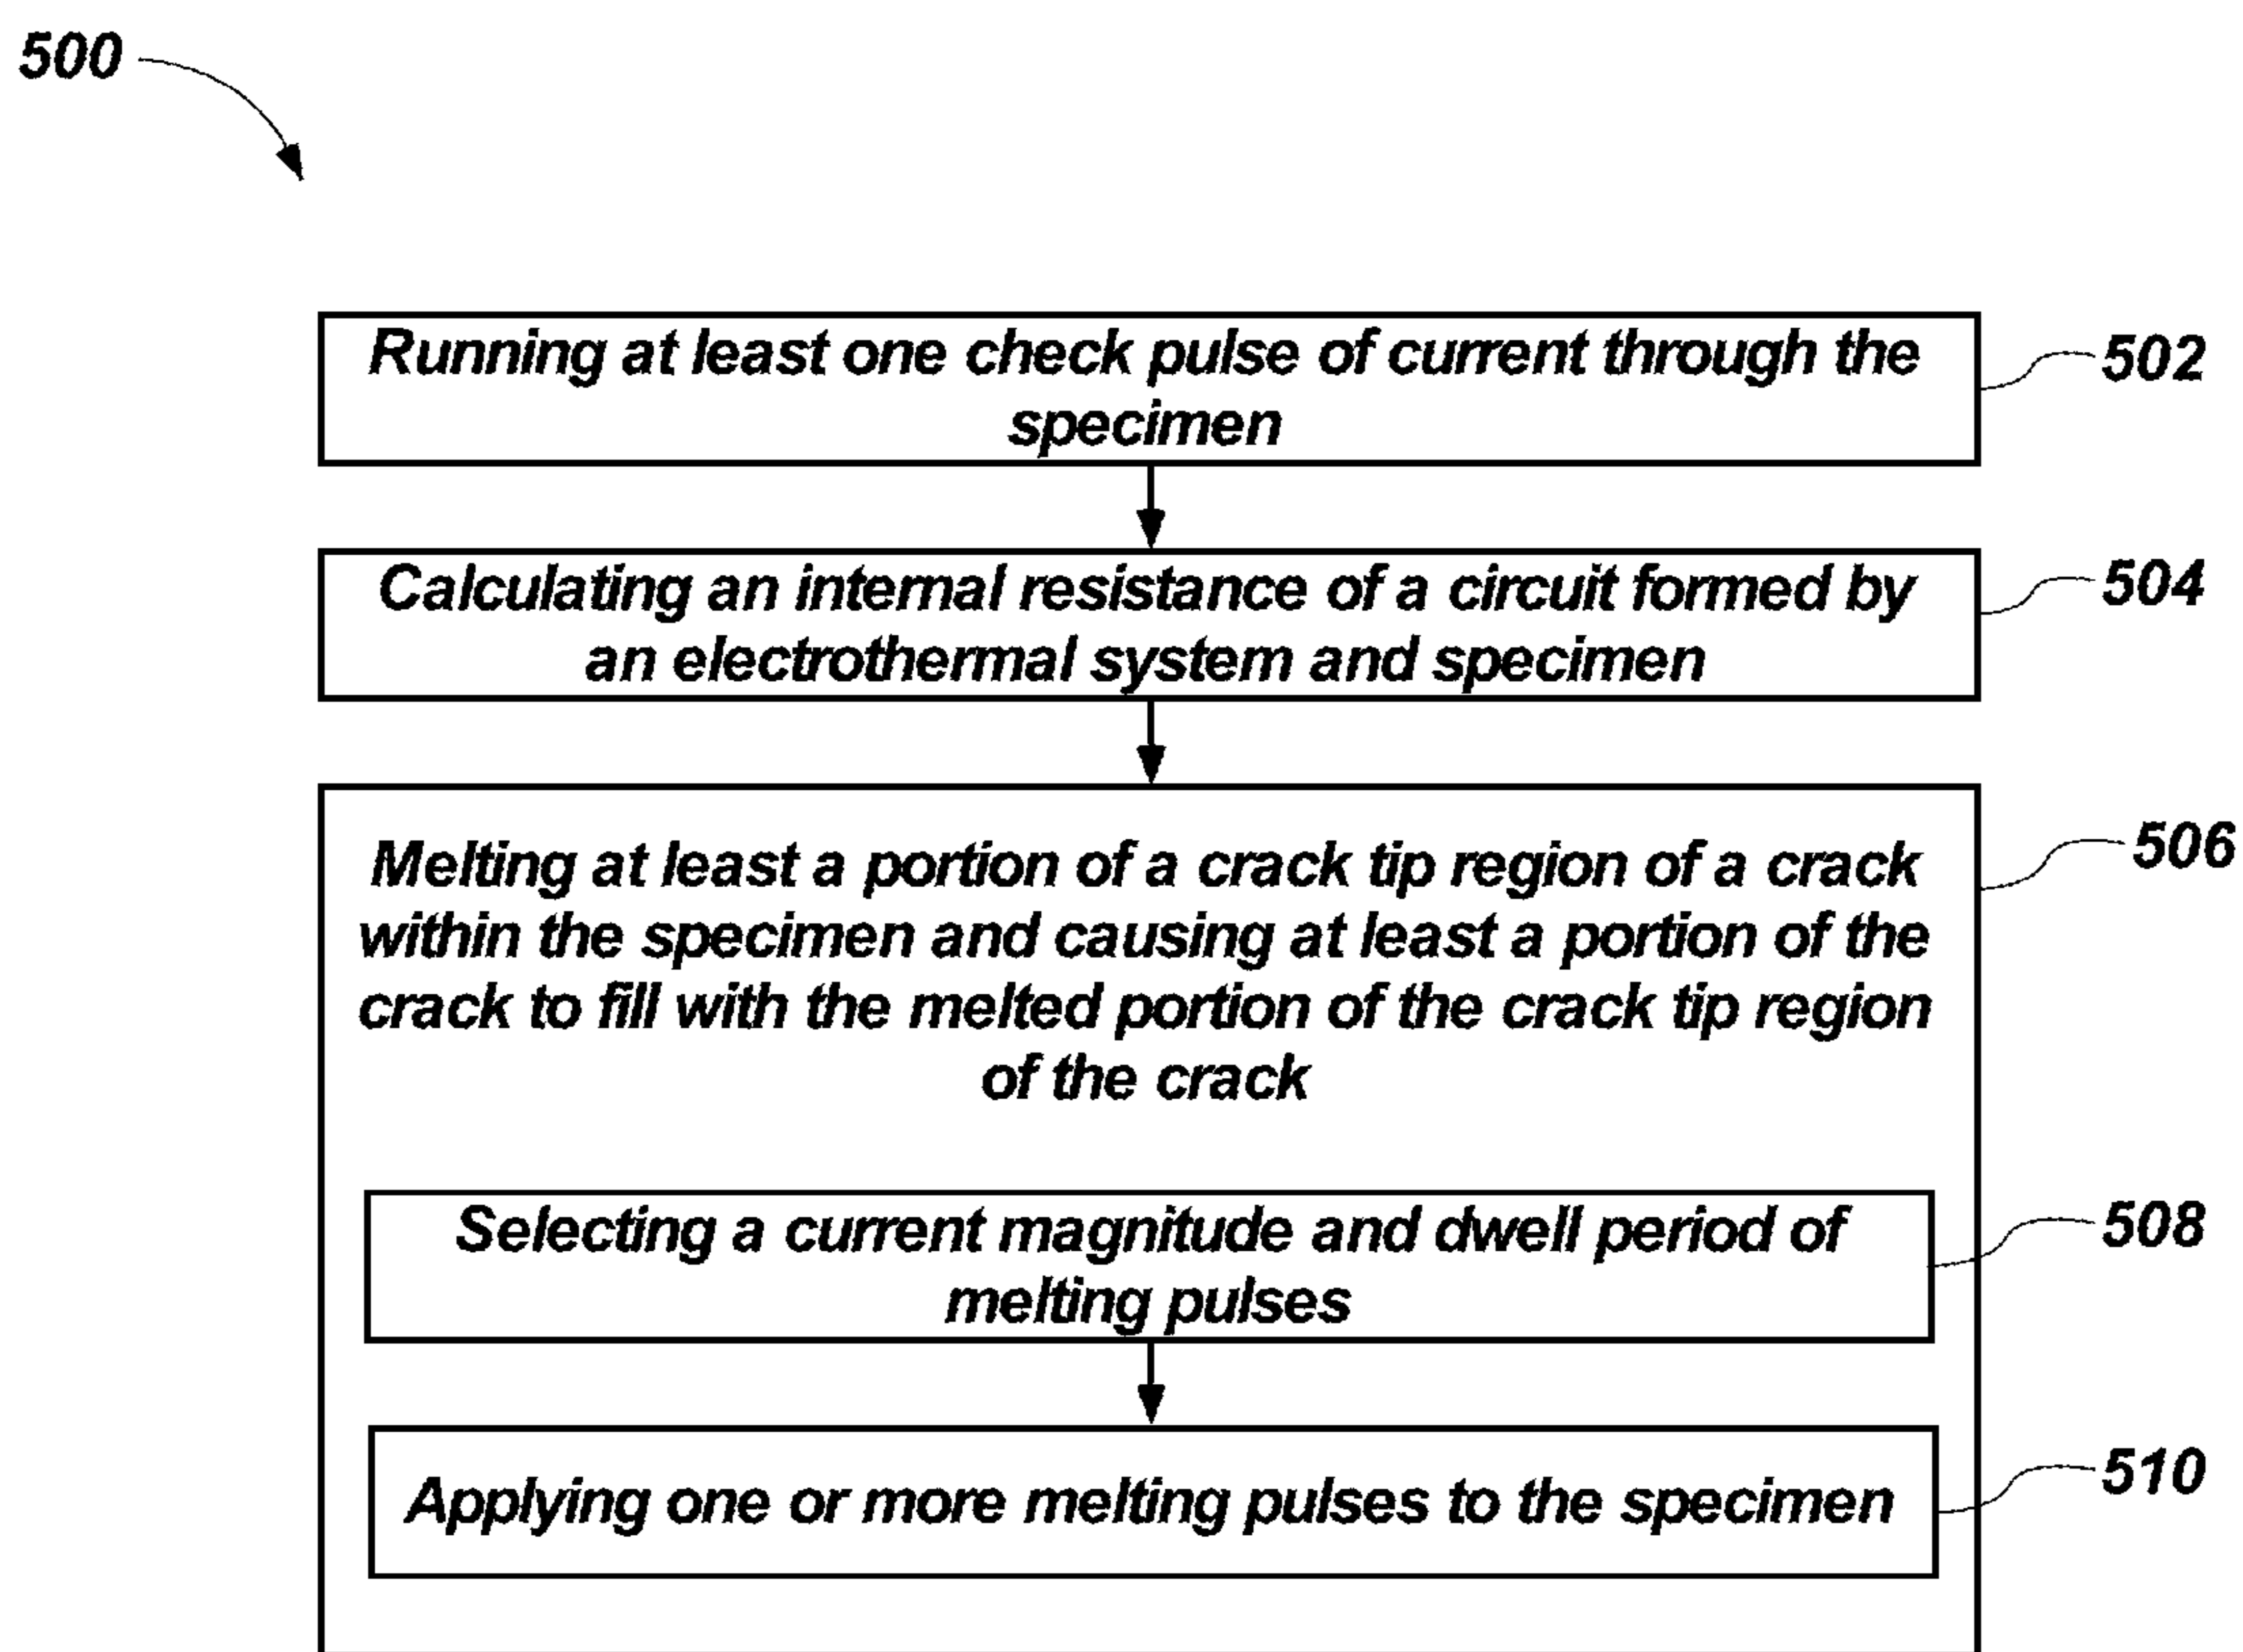 500
Running at least one check pulse of current through the
specimen
502
Calculating an internal resistance of a circuit formed by
an electrothermal system and specimen
504
Melting at least a portion of a crack tip region of a crack
within the specimen and causing at least a portion of the
crack to fill with the melted portion of the crack tip region
of the crack
506
Selecting a current magnitude and dwell period of
melting pulses
508
Applying one or more melting pulses to the specimen
510